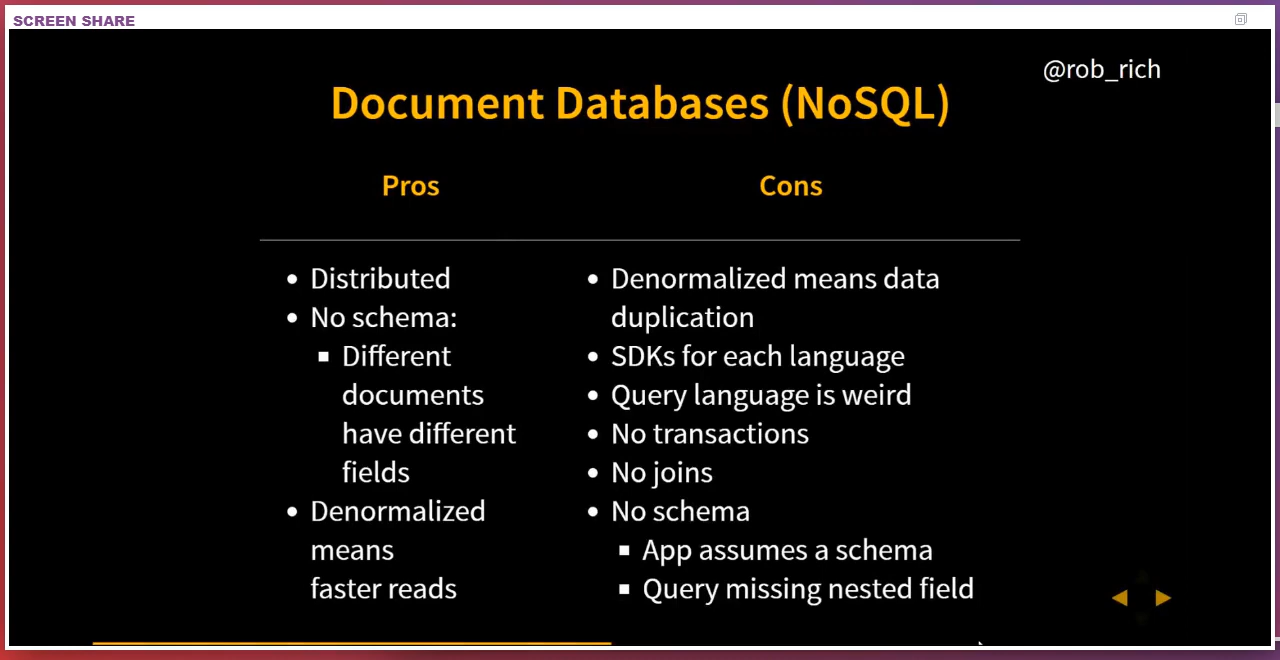 SCREEN SHARE
@rob_rich
Document Databases (NoSQL)
Pros
Cons
Distributed
No schema:
Different
documents
have different
fields
Denormalized
means
faster reads
Denormalized means data
duplication
SDKs for each language
Query language is weird
No transactions
No joins
No schema
App assumes a schema
Query missing nested field